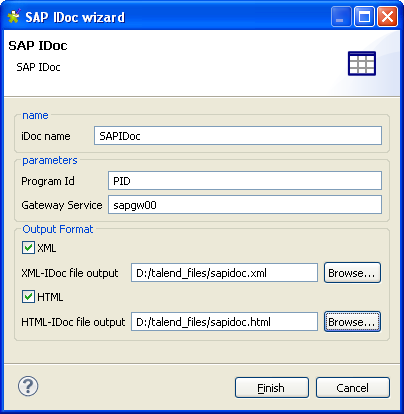 SAP IDoc wizard
SAP IDoc
SAP IDoc
name
iDoc name SAPIDoc
parameters
Program Id PID
Gateway Service sapgw00
Output Format
XML
XML-IDoc file output D:/talend_files/sapidoc.xml Browse...
HTML
HTML-IDoc file output D:/talend_files/sapidoc.html Browse...
? Finish Cancel